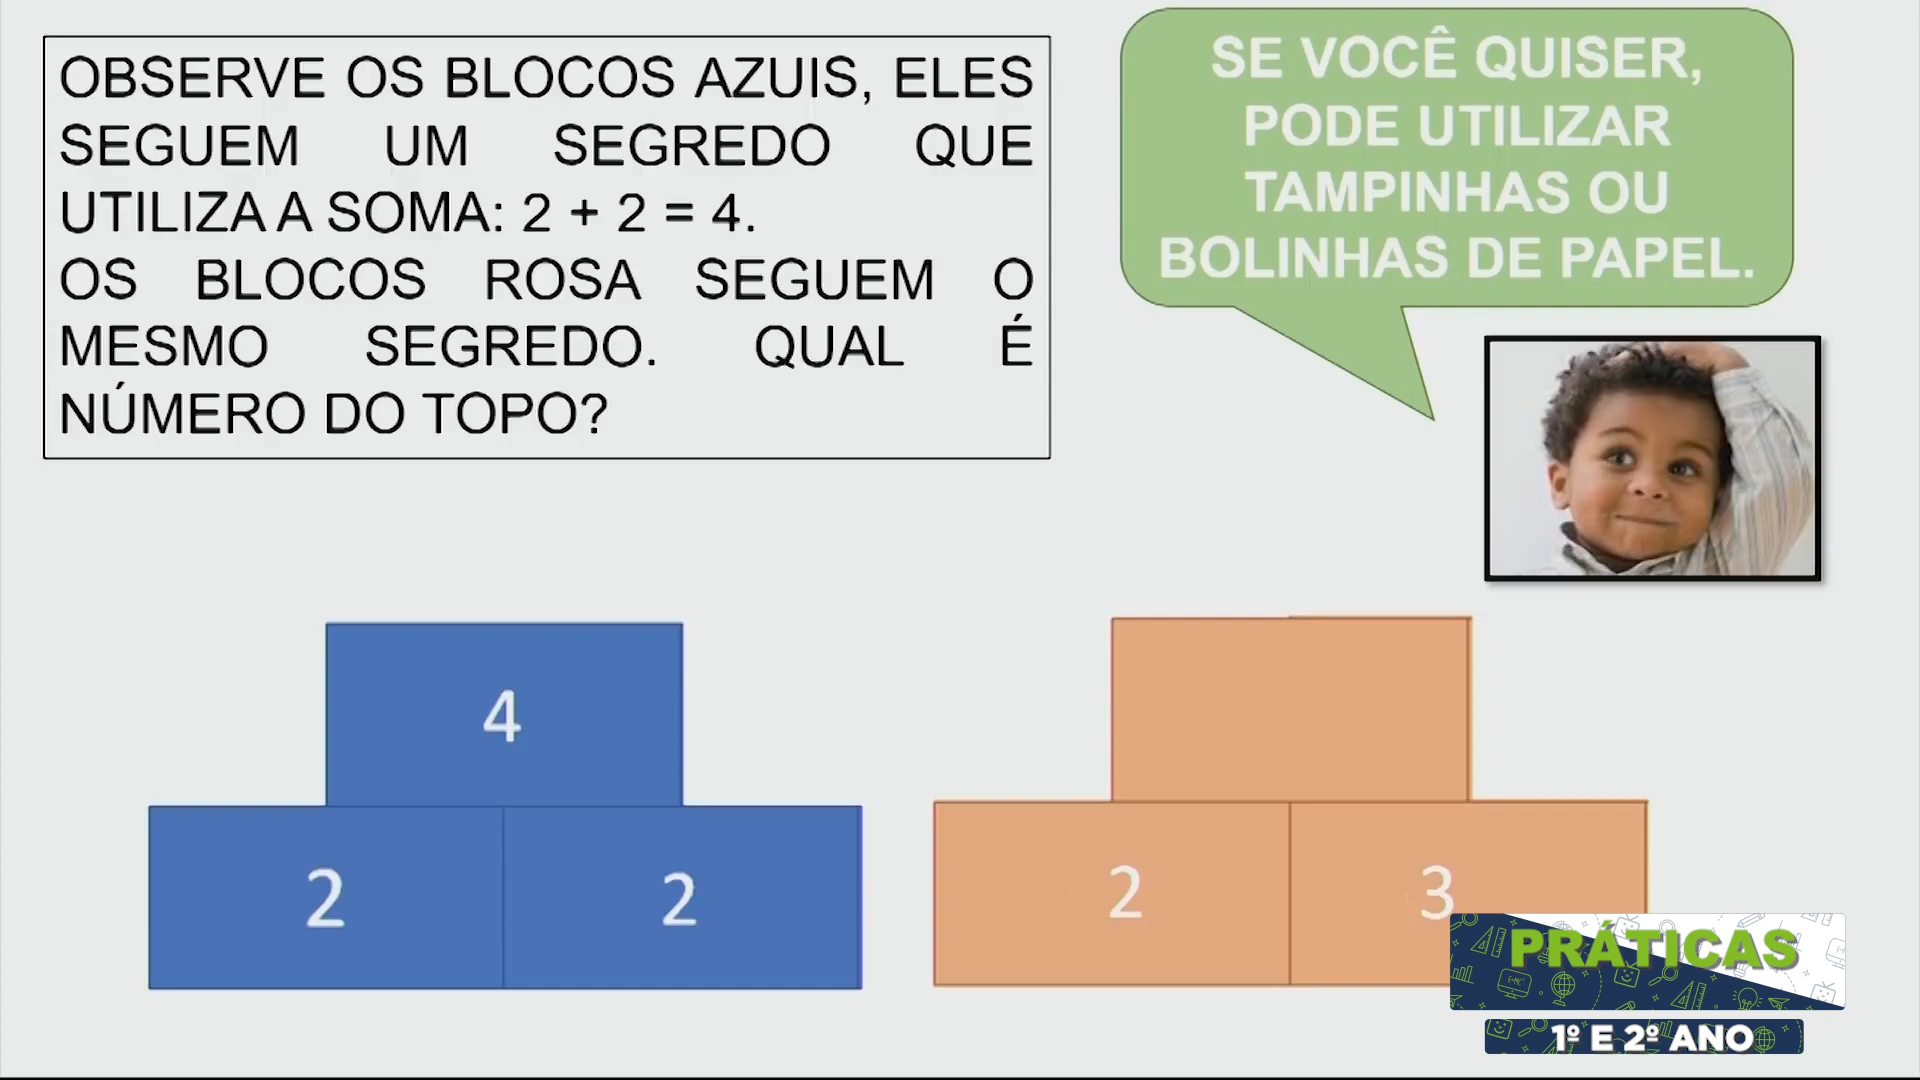 OBSERVE OS BLOCOS AZUIS, ELES
SEGUEM UM SEGREDO QUE
UTILIZA A SOMA: 2 + 2 = 4.
OS BLOCOS ROSA SEGUEM O
MESMO SEGREDO. QUAL É
NÚMERO DO TOPO?
SE VOCÊ QUISER,
PODE UTILIZAR
TAMPINHAS OU
BOLINHAS DE PAPEL.
4
2 2
2 3
PRÁTICAS
1º E 2º ANO